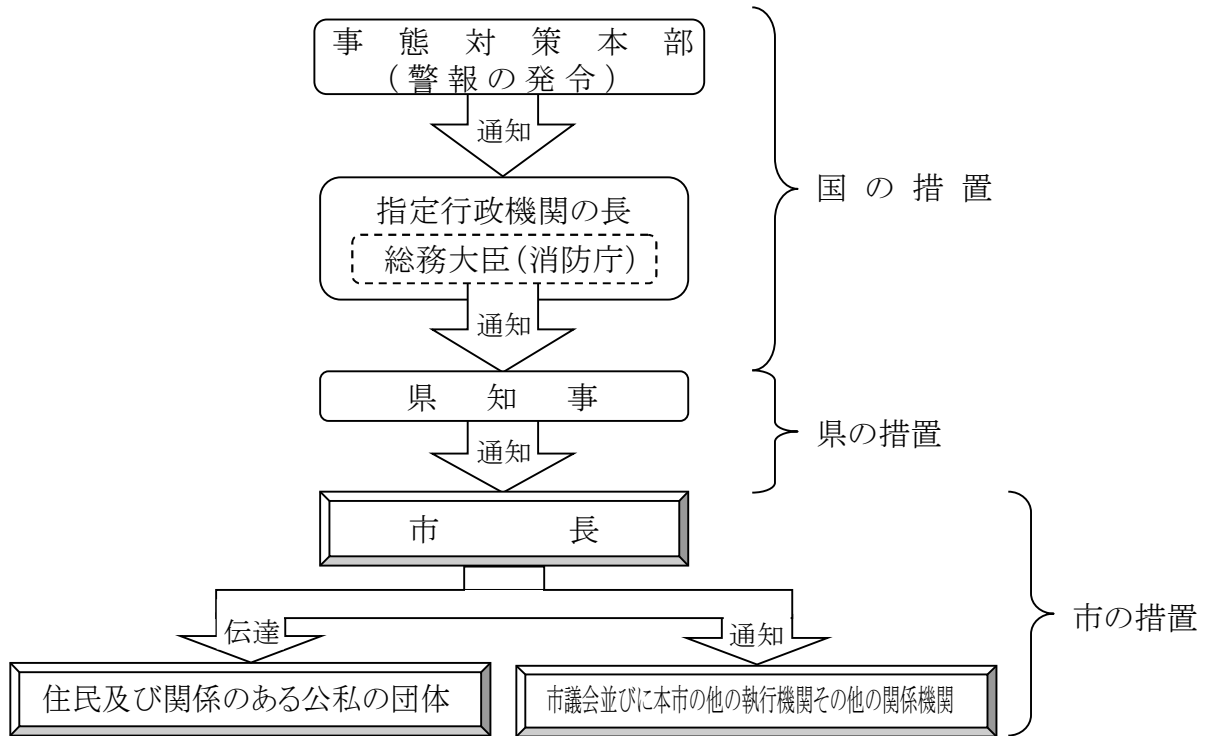 事態対策本部
(警報の発令)
通知
国の措置
指定行政機関の長
総務大臣(消防庁)
通知
県知事
県の措置
通知
市長
市の措置
伝達
通知
住民及び関係のある公私の団体
市議会並びに本市の他の執行機関その他の関係機関